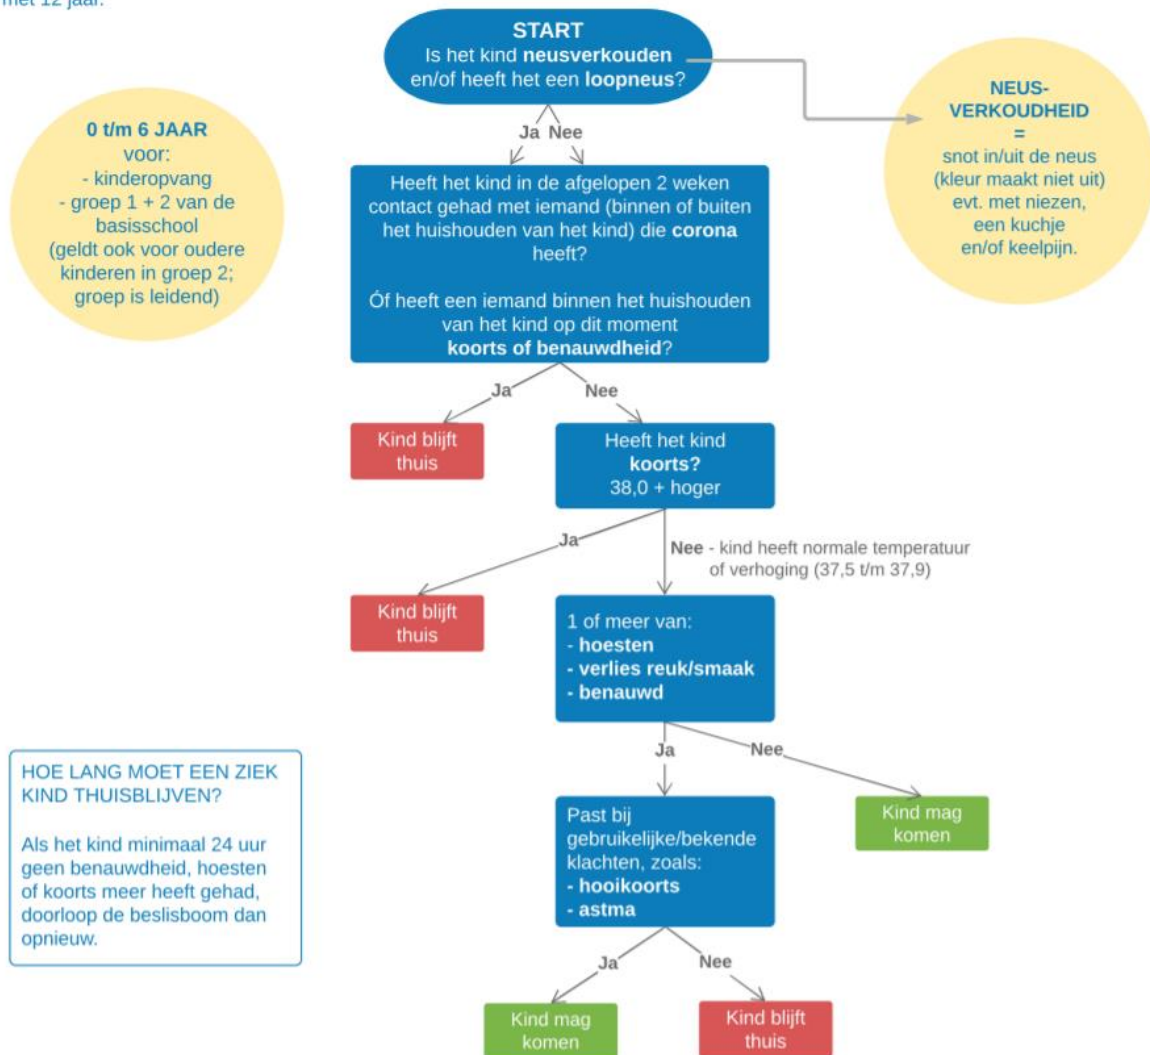 met 12 jaar.
START
Is het kind neusverkouden
en/of heeft het een loopneus?
NEUS-
VERKOUDHEID
=
snot in/uit de neus
(kleur maakt niet uit)
evt. met niezen,
een kuchje
en/of keelpijn.
0 t/m 6 JAAR
voor:
- kinderopvang
- groep 1 + 2 van de
basisschool
(geldt ook voor oudere
kinderen in groep 2;
groep is leidend)
Ja Nee
Heeft het kind in de afgelopen 2 weken
contact gehad met iemand (binnen of buiten
het huishouden van het kind) die corona
heeft?
Óf heeft een iemand binnen het huishouden
van het kind op dit moment
koorts of benauwdheid?
Ja
Nee
Kind blijft
thuis
Heeft het kind
koorts?
38,0 + hoger
Ja
Nee - kind heeft normale temperatuur
of verhoging (37,5 t/m 37,9)
Kind blijft
thuis
1 of meer van:
- hoesten
- verlies reuk/smaak
- benauwd
Ja
Nee
Kind mag
komen
Past bij
gebruikelijke/bekende
klachten, zoals:
- hooikoorts
- astma
Ja
Nee
Kind mag
komen
Kind blijft
thuis
HOE LANG MOET EEN ZIEK
KIND THUISBLIJVEN?
Als het kind minimaal 24 uur
geen benauwdheid, hoesten
of koorts meer heeft gehad,
doorloop de beslisboom dan
opnieuw.